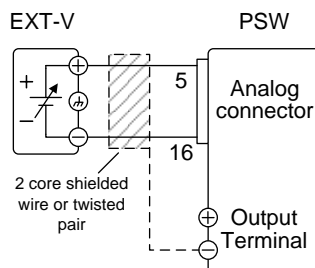 EXT-V
PSW
5
Analog
connector
16
2 core shielded
wire or twisted
pair
Output
Terminal